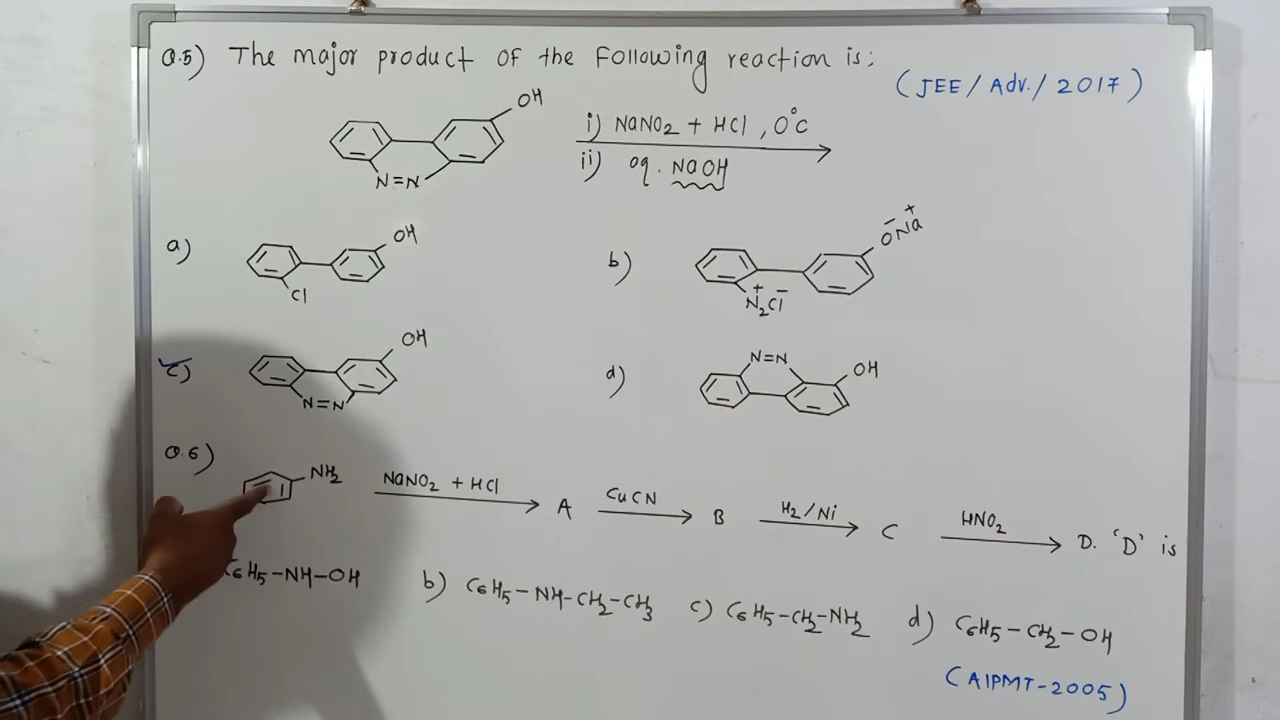 Q.5) The major product of the Following reaction is;
(JEE/Adv./2017)
OH
N=N
i) NaNO2 + HCl, 0°C
ii) aq. NaOH
a) OH
Cl
b) O⁻Na⁺
N2⁺Cl⁻
c) OH
N=N
d) N=N
OH
Q.6) NH2 NaNO2 + HCl A CuCN B H2/Ni C HNO2 D. 'D' is
C6H5-NH-OH b) C6H5-NH-CH2-CH3 c) C6H5-CH2-NH2 d) C6H5-CH2-OH
(AIPMT-2005)